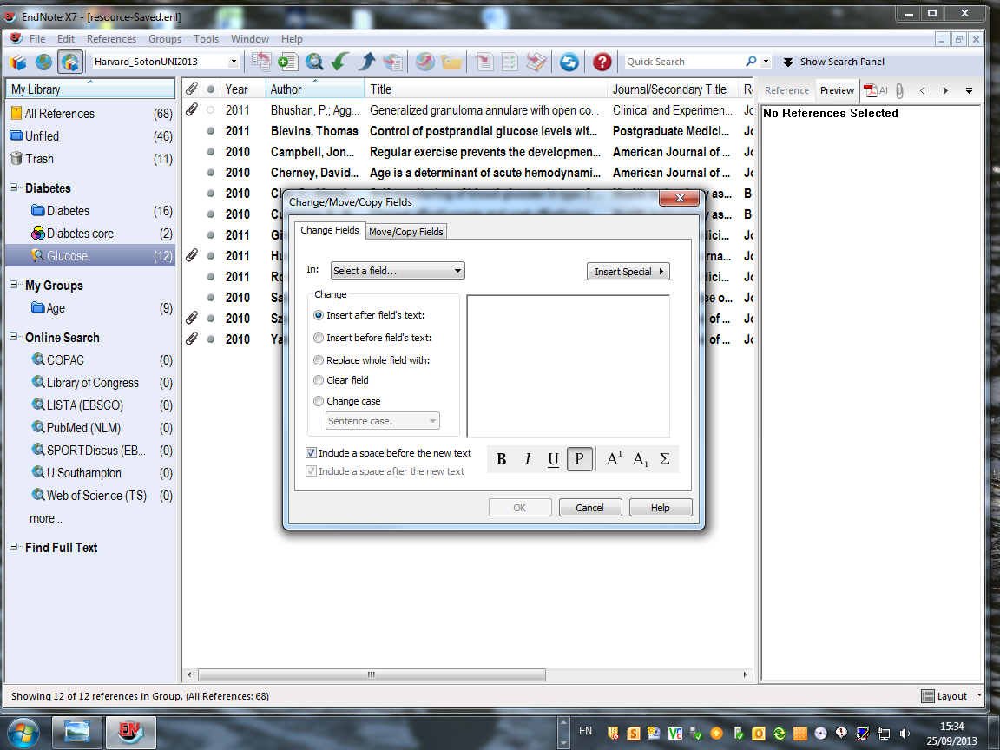 EndNote X7 - [resource-Saved.enl]
File Edit References Groups Tools Window Help
Harvard_SotonUNI2013 Quick Search Show Search Panel
My Library
All References (68)
Unfiled (46)
Trash (11)
Diabetes
Diabetes (16)
Diabetes core (2)
Glucose (12)
My Groups
Age (9)
Online Search
COPAC (0)
Library of Congress (0)
LISTA (EBSCO) (0)
PubMed (NLM) (0)
SPORTDiscus (EB... (0)
U Southampton (0)
Web of Science (TS) (0)
more...
Find Full Text
Year Author Title Journal/Secondary Title
2011 Bhushan, P.; Agg... Generalized granuloma annulare with open co... Clinical and Experimen...
2011 Blevins, Thomas Control of postprandial glucose levels wit... Postgraduate Medici...
2010 Campbell, Jon... Regular exercise prevents the developmen... American Journal of ...
2010 Cherney, David... Age is a determinant of acute hemodynami... American Journal of ...
2010
2010
2011
2011
2011
2010
2010
2010
Reference Preview
No References Selected
Change/Move/Copy Fields
Change Fields Move/Copy Fields
In: Select a field... Insert Special
Change
Insert after field's text:
Insert before field's text:
Replace whole field with:
Clear field
Change case
Sentence case.
Include a space before the new text
Include a space after the new text
B I U P A¹ A₁ Σ
OK Cancel Help
Showing 12 of 12 references in Group. (All References: 68)
Layout
EN
15:34
25/09/2013